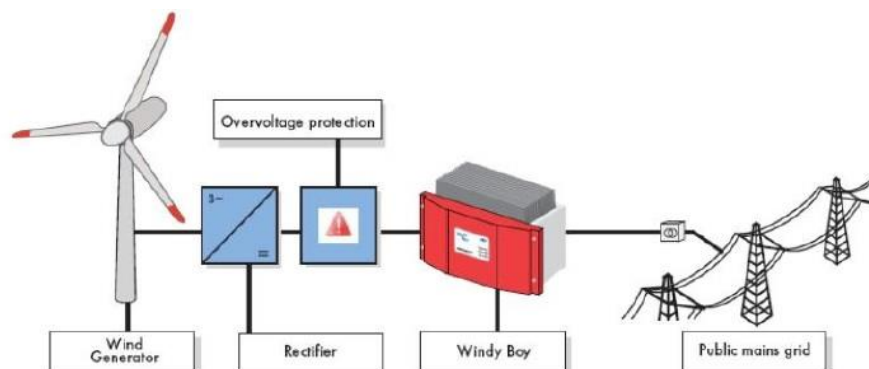 Overvoltage protection
3~
Wind
Generator
Rectifier
Windy Boy
Public mains grid